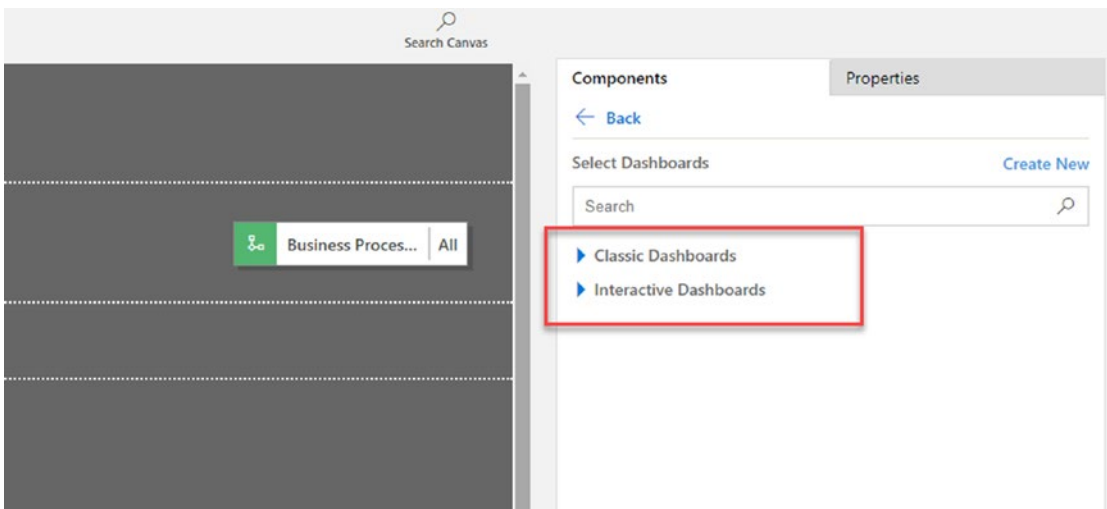 Search Canvas
Components
Properties
Back
Select Dashboards
Create New
Search
Business Proces... All
Classic Dashboards
Interactive Dashboards